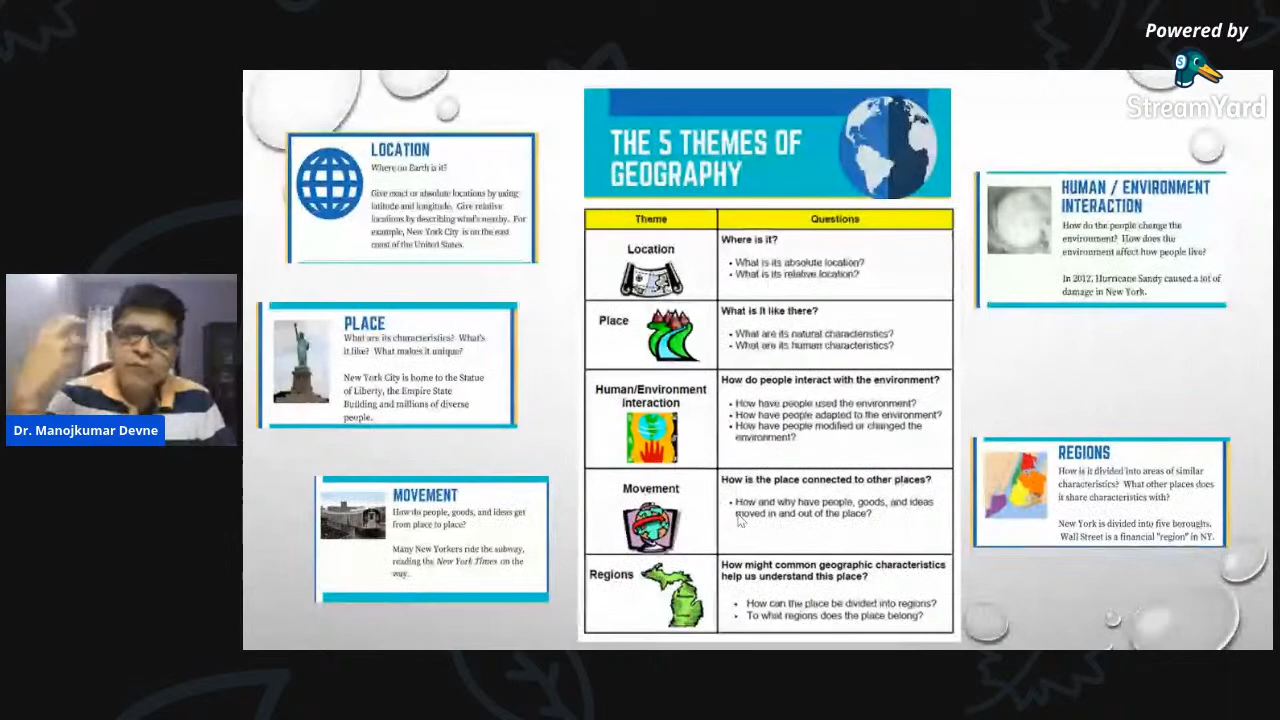 Powered by
StreamYard
LOCATION
Where on Earth is it?
Give exact or absolute locations by using
latitude and longitude. Give relative
locations by describing what's nearby. For
example, New York City is on the east
coast of the United States.
PLACE
What are its characteristics? What's
it like? What makes it unique?
New York City is home to the Statue
of Liberty, the Empire State
Building and millions of diverse
people.
MOVEMENT
How do people, goods, and ideas get
from place to place?
Many New Yorkers ride the subway,
reading the New York Times on the
way.
THE 5 THEMES OF
GEOGRAPHY
Theme
Questions
Location
Where is it?
• What is its absolute location?
• What is its relative location?
Place
What is it like there?
• What are its natural characteristics?
• What are its human characteristics?
Human/Environment
Interaction
How do people interact with the environment?
• How have people used the environment?
• How have people adapted to the environment?
• How have people modified or changed the
environment?
Movement
How is the place connected to other places?
• How and why have people, goods, and ideas
moved in and out of the place?
Regions
How might common geographic characteristics
help us understand this place?
• How can the place be divided into regions?
• To what regions does the place belong?
HUMAN / ENVIRONMENT
INTERACTION
How do the people change the
environment? How does the
environment affect how people live?
In 2012, Hurricane Sandy caused a lot of
damage in New York.
REGIONS
How is it divided into areas of similar
characteristics? What other places does
it share characteristics with?
New York is divided into five boroughs.
Wall Street is a financial "region" in NY.
Dr. Manojkumar Devne